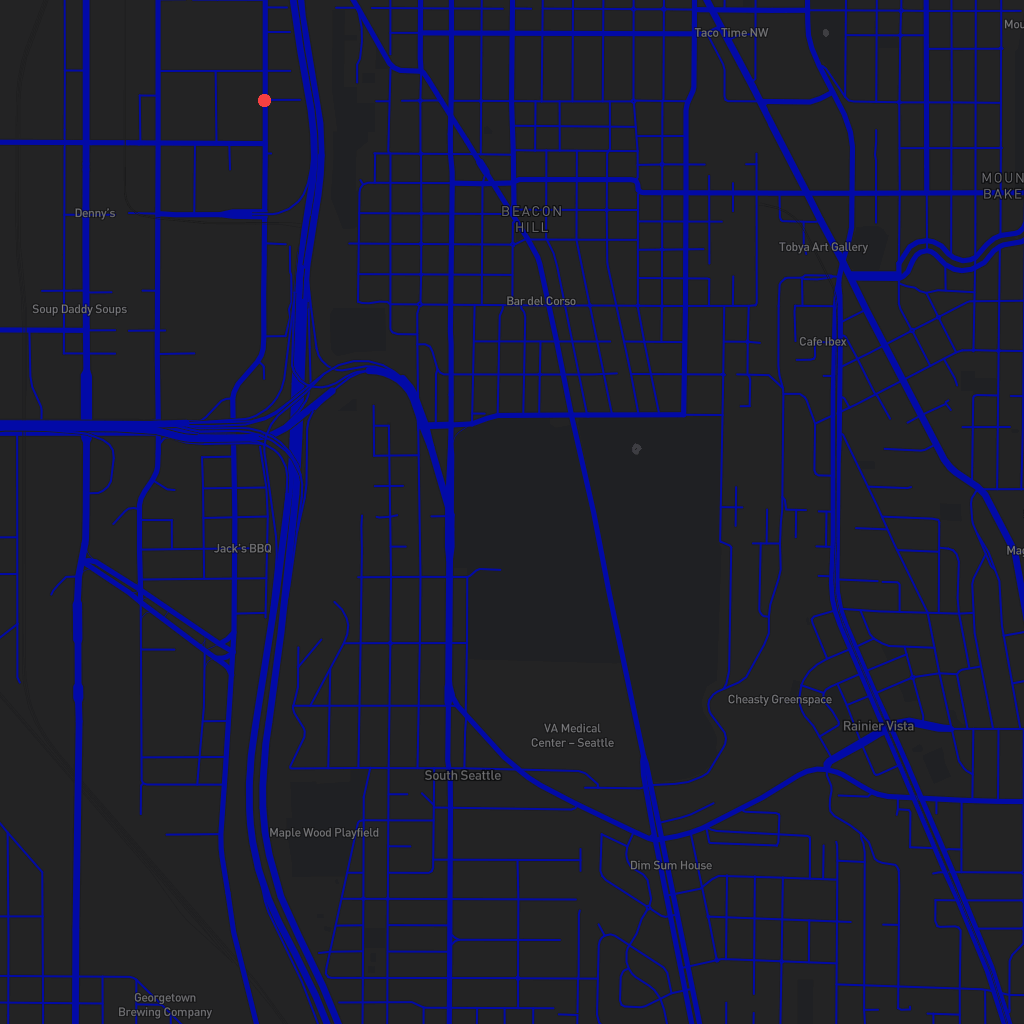 Taco Time NW
Mou
MOUN
BAKE
Denny's
BEACON
HILL
Tobya Art Gallery
Soup Daddy Soups
Bar del Corso
Cafe Ibex
Jack's BBQ
Mag
Cheasty Greenspace
VA Medical
Center – Seattle
Rainier Vista
South Seattle
Maple Wood Playfield
Dim Sum House
Georgetown
Brewing Company